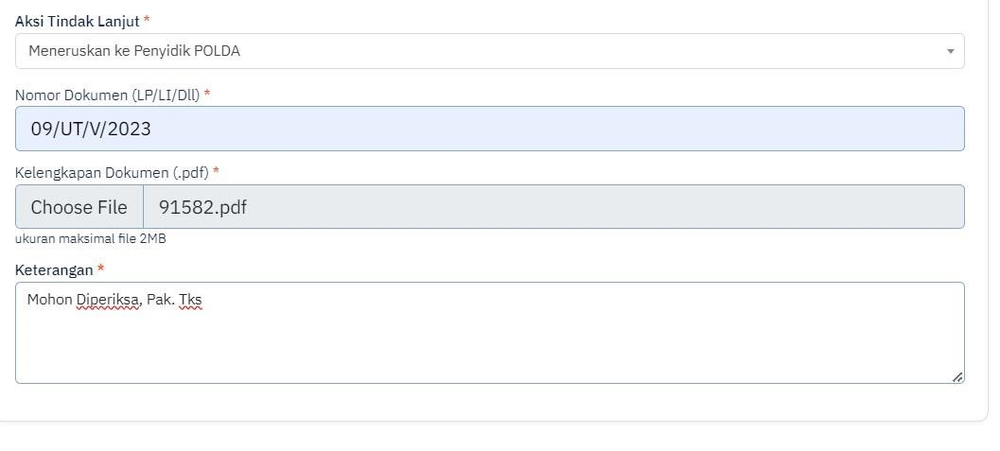 Aksi Tindak Lanjut *
Meneruskan ke Penyidik POLDA
Nomor Dokumen (LP/LI/Dll) *
09/UT/V/2023
Kelengkapan Dokumen (.pdf) *
Choose File 91582.pdf
ukuran maksimal file 2MB
Keterangan *
Mohon Diperiksa, Pak. Tks